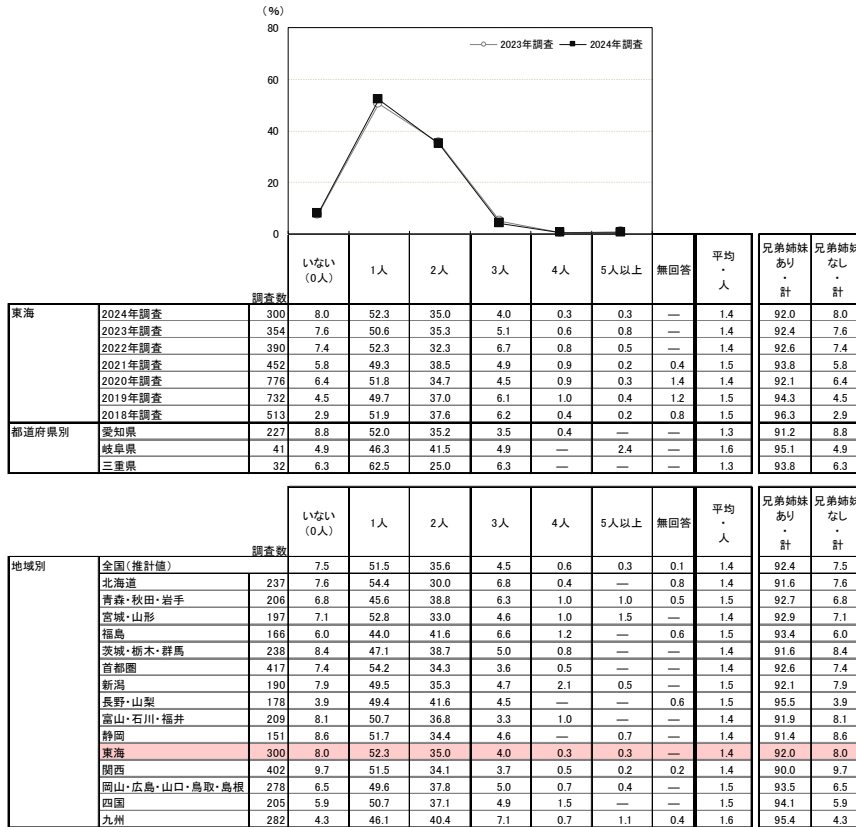 (%)
80
60
40
20
0
2023年調査 2024年調査
調査数 いない(0人) 1人 2人 3人 4人 5人以上 無回答 平均・人 兄弟姉妹あり・計 兄弟姉妹なし・計
東海 2024年調査 300 8.0 52.3 35.0 4.0 0.3 0.3 — 1.4 92.0 8.0
2023年調査 354 7.6 50.6 35.3 5.1 0.6 0.8 — 1.4 92.4 7.6
2022年調査 390 7.4 52.3 32.3 6.7 0.8 0.5 — 1.4 92.6 7.4
2021年調査 452 5.8 49.3 38.5 4.9 0.9 0.2 0.4 1.5 93.8 5.8
2020年調査 776 6.4 51.8 34.7 4.5 0.9 0.3 1.4 1.4 92.1 6.4
2019年調査 732 4.5 49.7 37.0 6.1 1.0 0.4 1.2 1.5 94.3 4.5
2018年調査 513 2.9 51.9 37.6 6.2 0.4 0.2 0.8 1.5 96.3 2.9
都道府県別 愛知県 227 8.8 52.0 35.2 3.5 0.4 — — 1.3 91.2 8.8
岐阜県 41 4.9 46.3 41.5 4.9 — 2.4 — 1.6 95.1 4.9
三重県 32 6.3 62.5 25.0 6.3 — — — 1.3 93.8 6.3
調査数 いない(0人) 1人 2人 3人 4人 5人以上 無回答 平均・人 兄弟姉妹あり・計 兄弟姉妹なし・計
地域別 全国(推計値) 7.5 51.5 35.6 4.5 0.6 0.3 0.1 1.4 92.4 7.5
北海道 237 7.6 54.4 30.0 6.8 0.4 — 0.8 1.4 91.6 7.6
青森・秋田・岩手 206 6.8 45.6 38.8 6.3 1.0 1.0 0.5 1.5 92.7 6.8
宮城・山形 197 7.1 52.8 33.0 4.6 1.0 1.5 — 1.4 92.9 7.1
福島 166 6.0 44.0 41.6 6.6 1.2 — 0.6 1.5 93.4 6.0
茨城・栃木・群馬 238 8.4 47.1 38.7 5.0 0.8 — — 1.4 91.6 8.4
首都圏 417 7.4 54.2 34.3 3.6 0.5 — — 1.4 92.6 7.4
新潟 190 7.9 49.5 35.3 4.7 2.1 0.5 — 1.5 92.1 7.9
長野・山梨 178 3.9 49.4 41.6 4.5 — — 0.6 1.5 95.5 3.9
富山・石川・福井 209 8.1 50.7 36.8 3.3 1.0 — — 1.4 91.9 8.1
静岡 151 8.6 51.7 34.4 4.6 — 0.7 — 1.4 91.4 8.6
東海 300 8.0 52.3 35.0 4.0 0.3 0.3 — 1.4 92.0 8.0
関西 402 9.7 51.5 34.1 3.7 0.5 0.2 0.2 1.4 90.0 9.7
岡山・広島・山口・鳥取・島根 278 6.5 49.6 37.8 5.0 0.7 0.4 — 1.5 93.5 6.5
四国 205 5.9 50.7 37.1 4.9 1.5 — — 1.5 94.1 5.9
九州 282 4.3 46.1 40.4 7.1 0.7 1.1 0.4 1.6 95.4 4.3